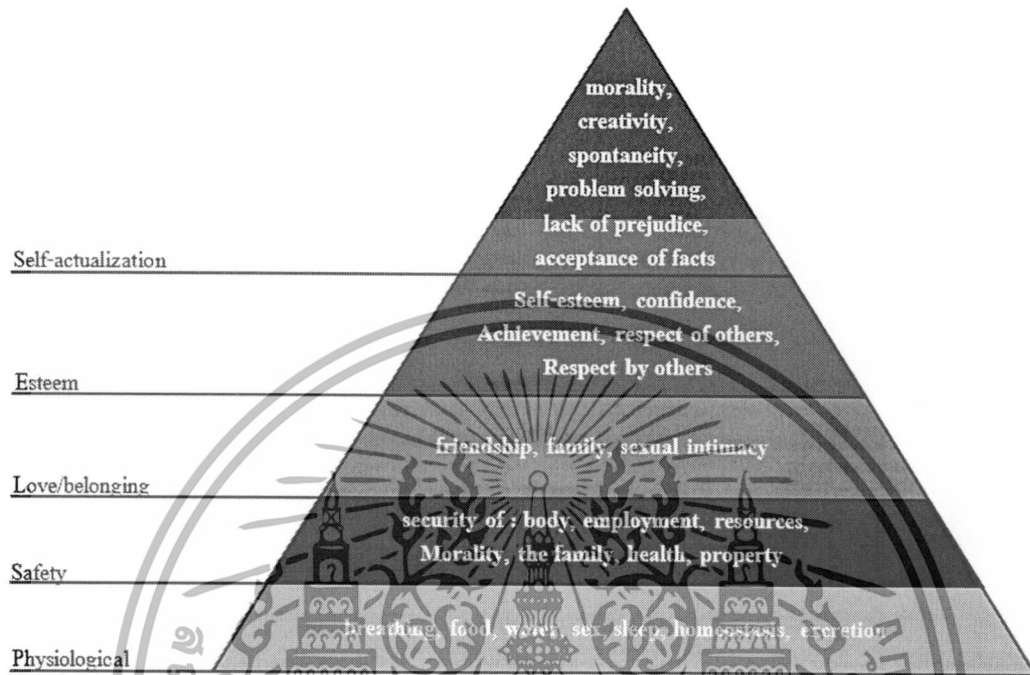 morality,
creativity,
spontaneity,
problem solving,
lack of prejudice,
Self-actualization
acceptance of facts
Self-esteem, confidence,
Achievement, respect of others,
Respect by others
Esteem
friendship, family, sexual intimacy
Love/belonging
security of : body, employment, resources,
Morality, the family, health, property
Safety
breathing, food, water, sex, sleep, homeostasis, excretion
Physiological